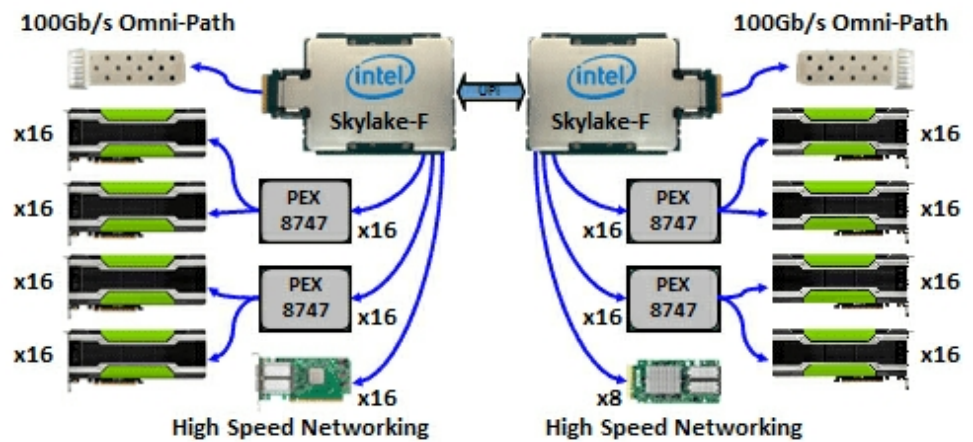 100Gb/s Omni-Path
100Gb/s Omni-Path
intel
Skylake-F
UPI
intel
Skylake-F
x16
x16
x16
x16
PEX
8747
x16
PEX
8747
x16
x16
High Speed Networking
PEX
8747
x16
PEX
8747
x16
x8
High Speed Networking
x16
x16
x16
x16